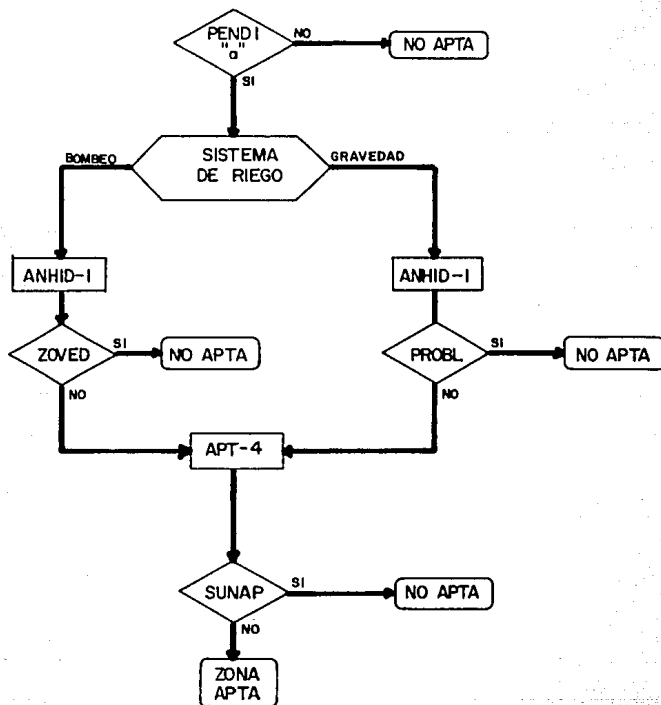 PENDI
"a"
NO
NO APTA
SI
BOMBEO
SISTEMA
DE RIEGO
GRAVEDAD
ANHID-I
ANHID-I
ZOVED
SI
NO APTA
NO
PROBL.
SI
NO APTA
NO
APT-4
SUNAP
SI
NO APTA
NO
ZONA
APTA